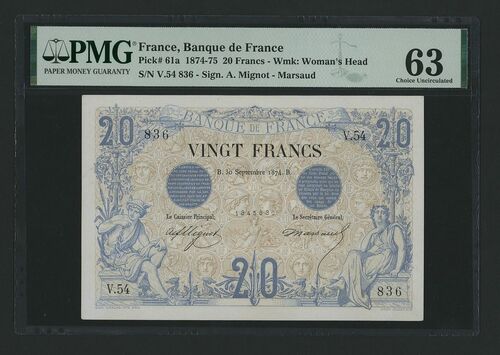 PMG
PAPER MONEY GUARANTY
France, Banque de France
Pick# 61a 1874-75 20 Francs - Wmk: Woman's Head
S/N V.54 836 - Sign. A. Mignot - Marsaud
63
Choice Uncirculated
20
BANQUE DE FRANCE
20
836
V.54
VINGT FRANCS
B. 30 Septembre 1874. B.
Le Caissier Principal,
Le Secrétaire Général,
A. Mignot
Marsaud
V.54
20
836